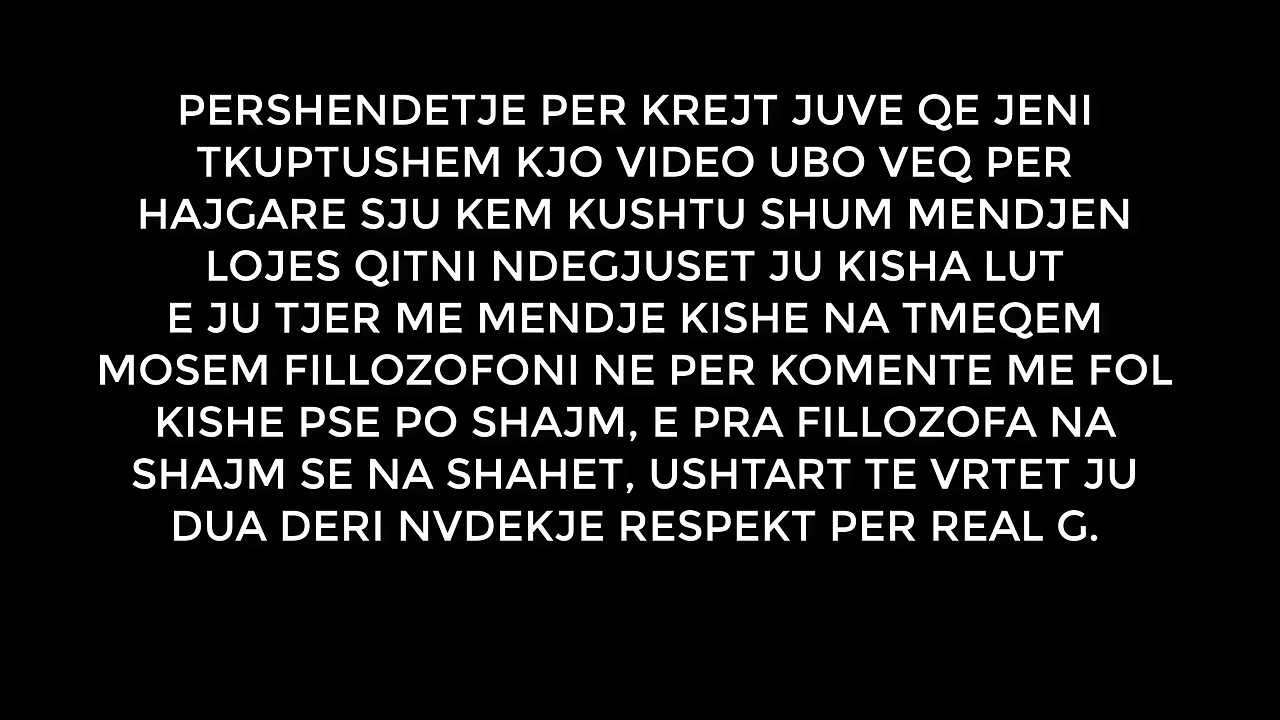 PERSHENDETJE PER KREJT JUVE QE JENI
TKUPTUSHEM KJO VIDEO UBO VEQ PER
HAJGARE SJU KEM KUSHTU SHUM MENDJEN
LOJES QITNI NDEGJUSET JU KISHA LUT
E JU TJER ME MENDJE KISHE NA TMEQEM
MOSEM FILLOZOFONI NE PER KOMENTE ME FOL
KISHE PSE PO SHAJM, E PRA FILLOZOFA NA
SHAJM SE NA SHAHET, USHTART TE VRTET JU
DUA DERI NVDEKJE RESPEKT PER REAL G.